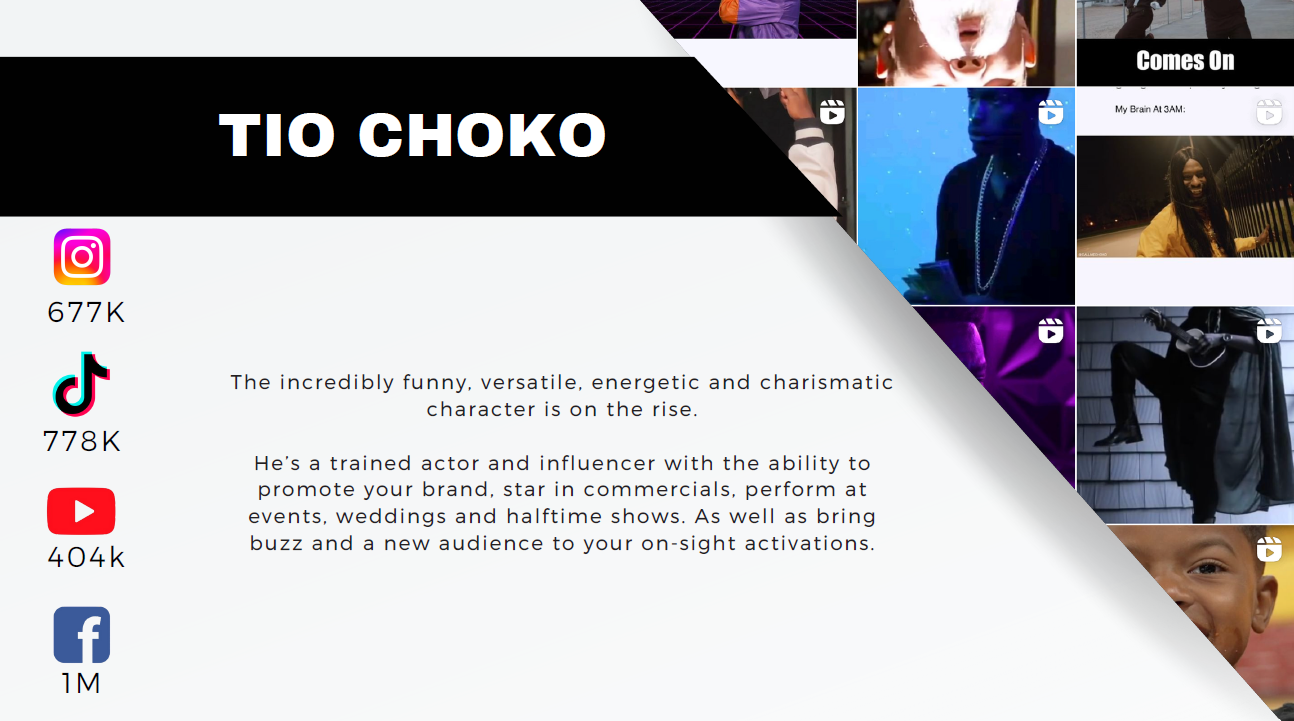 Comes On
My Brain At 3AM:
TIO CHOKO
677K
778K
404k
1M
The incredibly funny, versatile, energetic and charismatic
character is on the rise.
He's a trained actor and influencer with the ability to
promote your brand, star in commercials, perform at
events, weddings and halftime shows. As well as bring
buzz and a new audience to your on-sight activations.